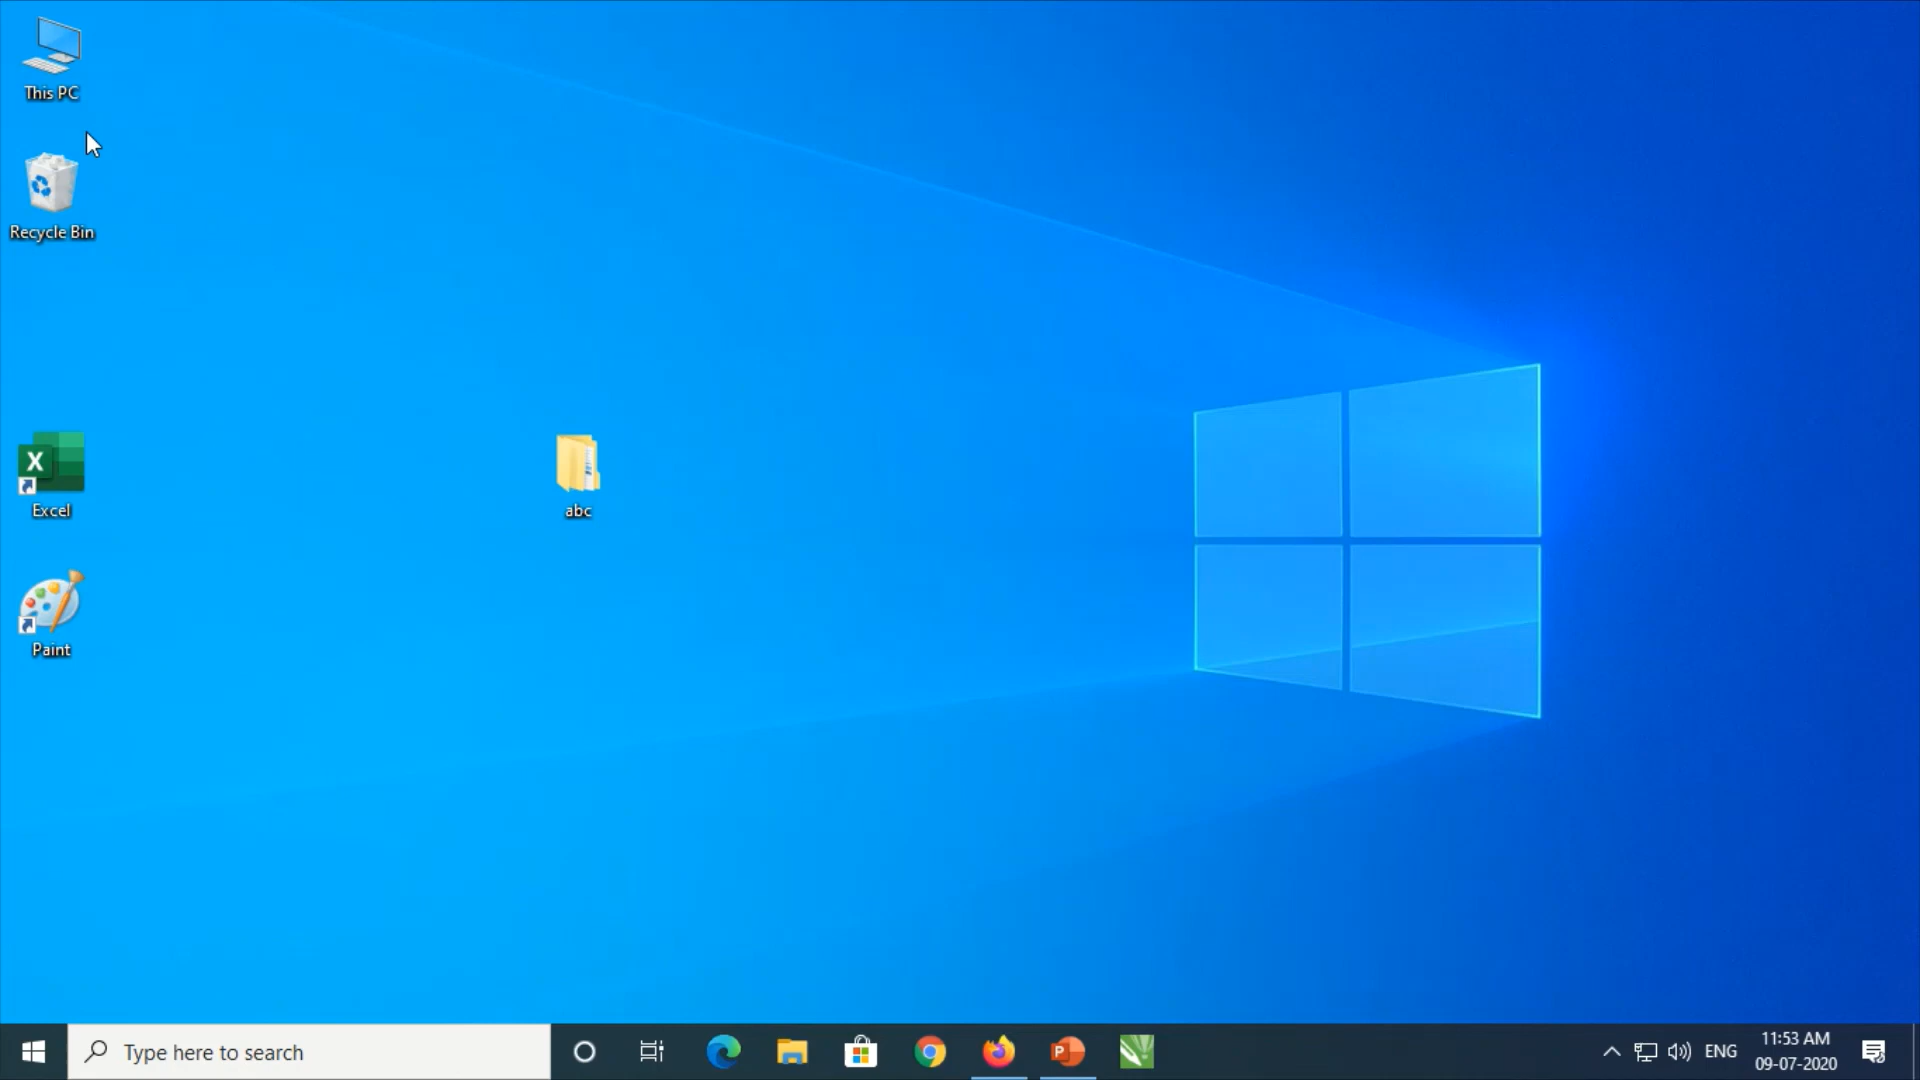 This PC
Recycle Bin
Excel
abc
Paint
Type here to search
ENG
11:53 AM
09-07-2020